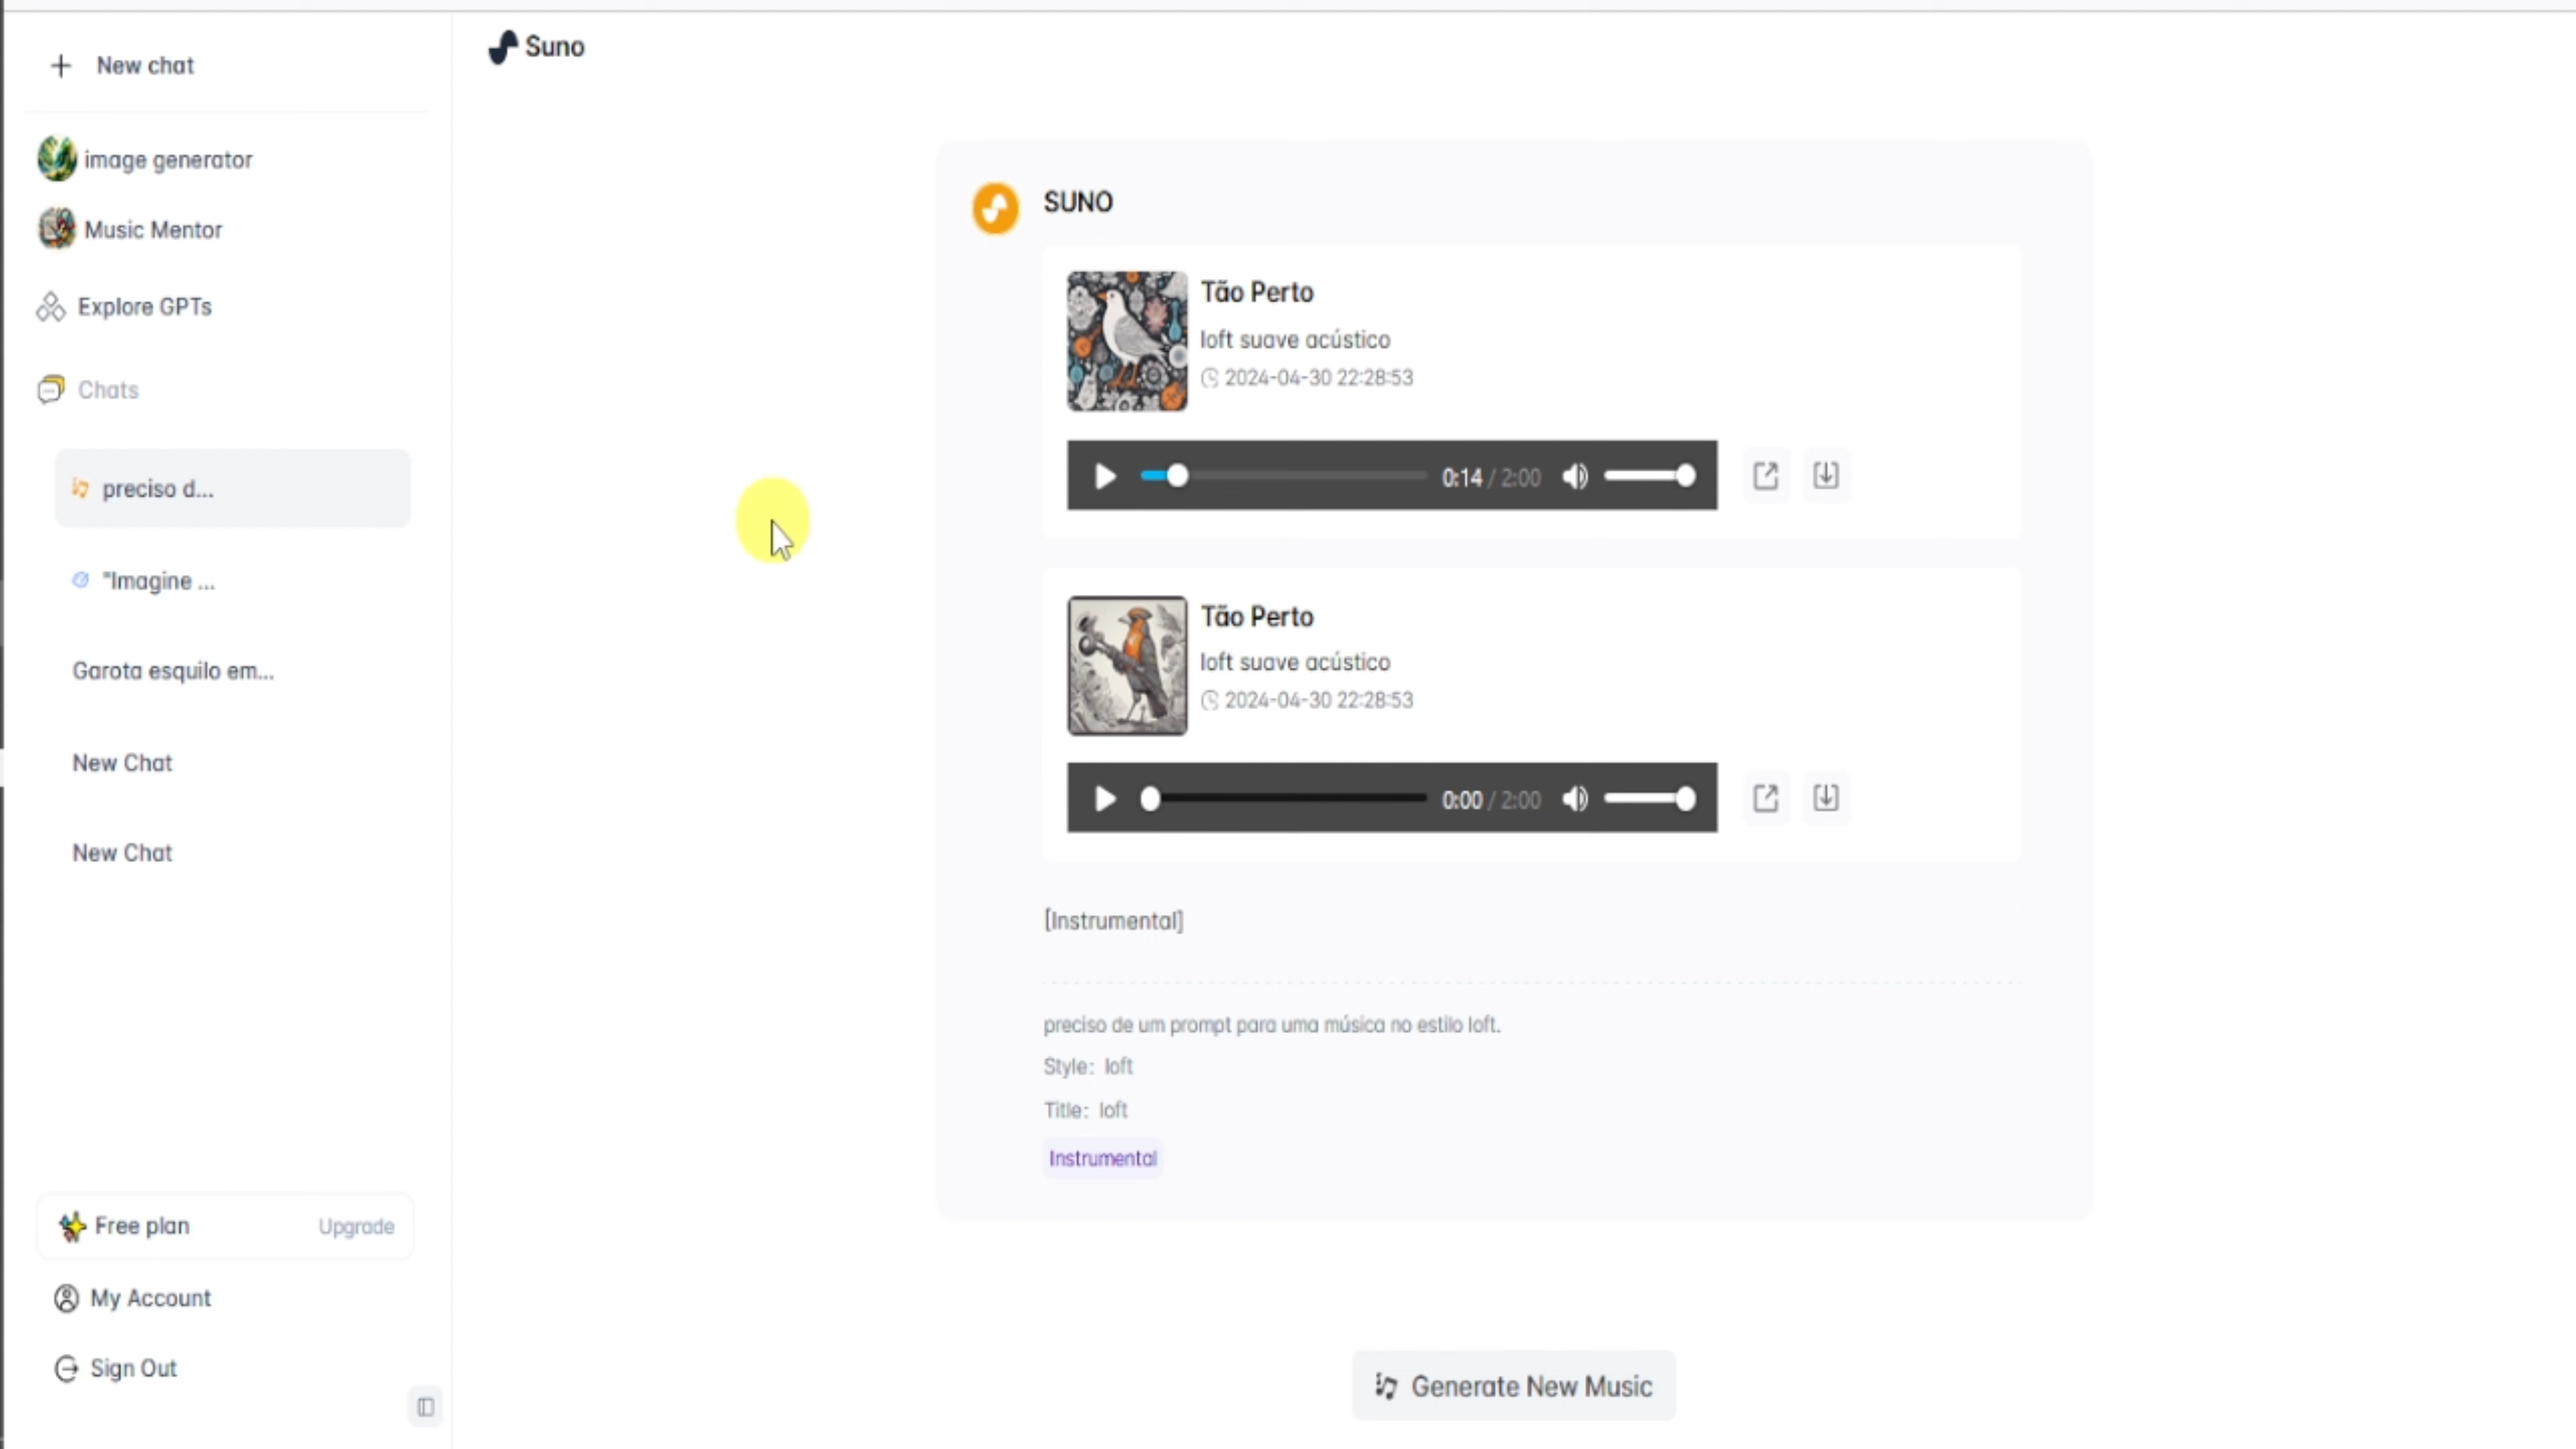 New chat
image generator
Music Mentor
Explore GPTs
Chats
preciso d...
"Imagine ...
Garota esquilo em...
New Chat
New Chat
Free plan
Upgrade
My Account
Sign Out
Suno
SUNO
Tão Perto
loft suave acústico
2024-04-30 22:28:53
0:14 / 2:00
Tão Perto
loft suave acústico
2024-04-30 22:28:53
0:00 / 2:00
[Instrumental]
preciso de um prompt para uma música no estilo loft.
Style: loft
Title: loft
Instrumental
Generate New Music